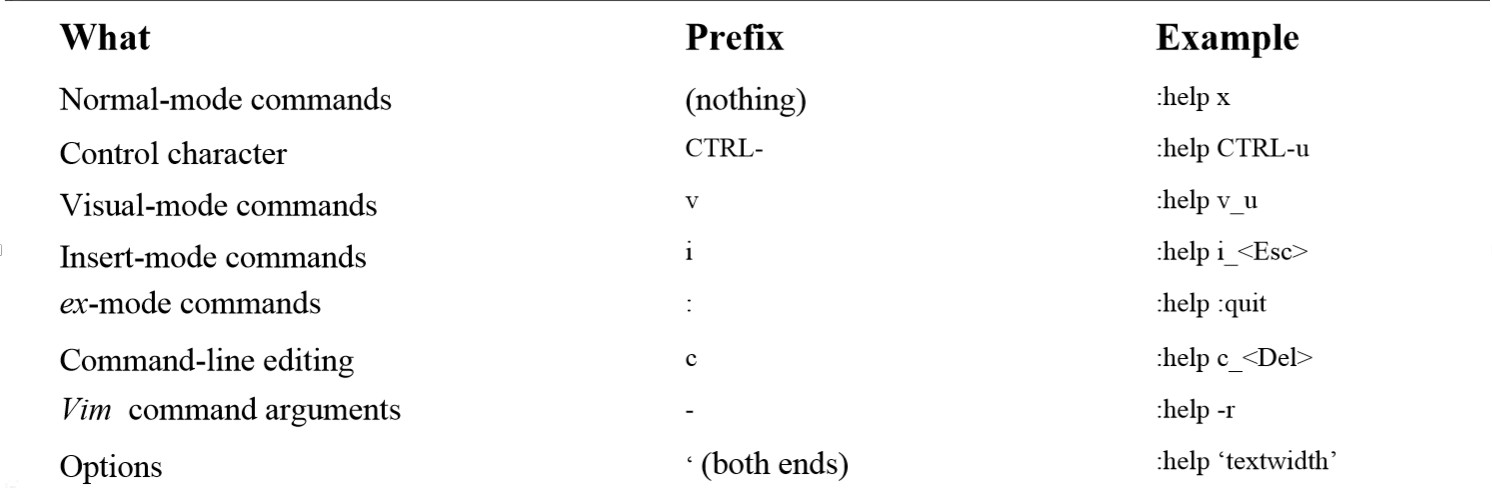 What Prefix Example
Normal-mode commands (nothing) :help x
Control character CTRL- :help CTRL-u
Visual-mode commands v :help v_u
Insert-mode commands i :help i_<Esc>
ex-mode commands : :help :quit
Command-line editing c :help c_<Del>
Vim command arguments - :help -r
Options ‘ (both ends) :help ‘textwidth’